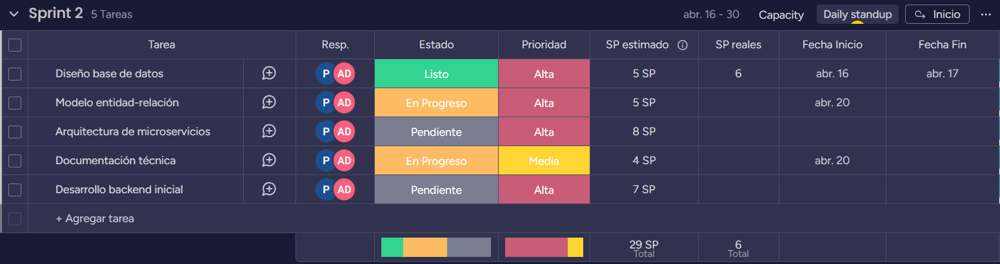 Sprint 2 5 Tareas abr. 16 - 30 Capacity Daily standup Inicio
Tarea Resp. Estado Prioridad SP estimado SP reales Fecha Inicio Fecha Fin
Diseño base de datos P AD Listo Alta 5 SP 6 abr. 16 abr. 17
Modelo entidad-relación P AD En Progreso Alta 5 SP abr. 20
Arquitectura de microservicios P AD Pendiente Alta 8 SP
Documentación técnica P AD En Progreso Media 4 SP abr. 20
Desarrollo backend inicial P AD Pendiente Alta 7 SP
+ Agregar tarea
29 SP 6
Total Total